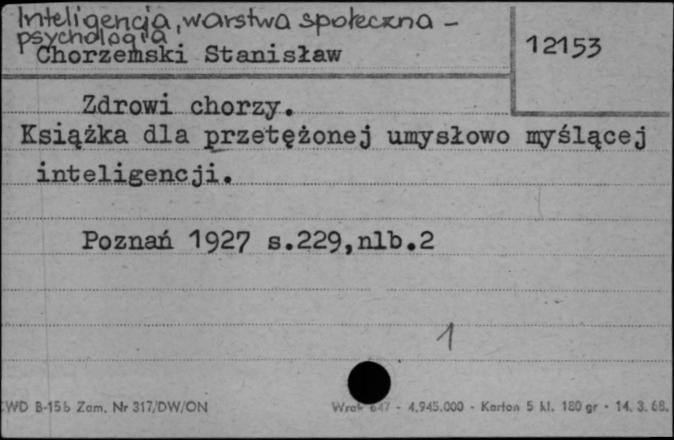 Inteligencja, warstwa społeczna -
psychologia
Chorzemski Stanisław
12153
Zdrowi chorzy.
Książka dla przetężonej umysłowo myślącej
inteligencji.
Poznań 1927 s.229,nlb.2
1
CWD B-15b Zam. Nr 317/DW/ON
647 - 4.945.000 - Karton 5 kl. 180 gr - 14. 3. 68.